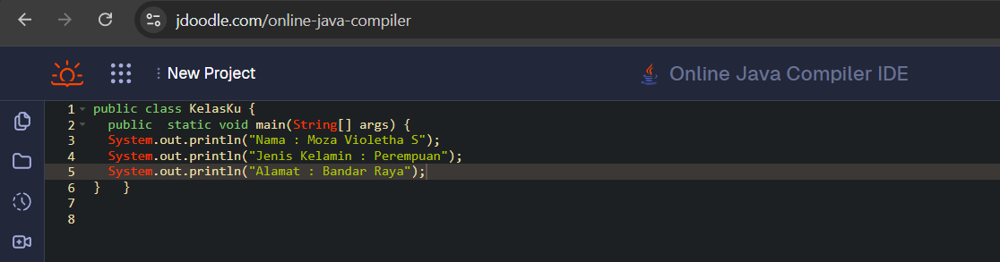 jdoodle.com/online-java-compiler
New Project
Online Java Compiler IDE
1 public class KelasKu {
2   public  static void main(String[] args) {
3   System.out.println("Nama : Moza Violetha S");
4   System.out.println("Jenis Kelamin : Perempuan");
5   System.out.println("Alamat : Bandar Raya");
6 }   }
7
8